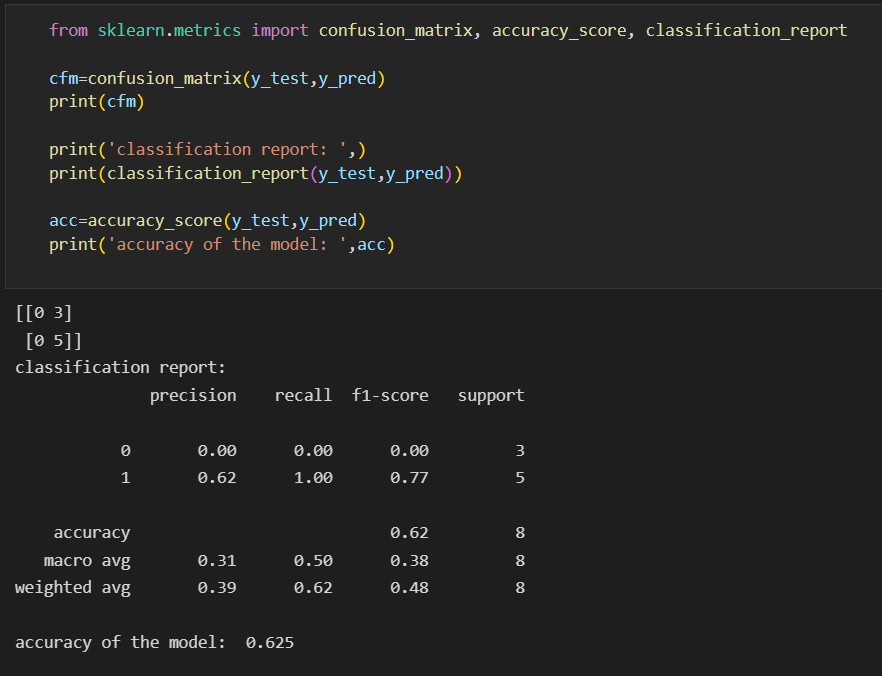 from sklearn.metrics import confusion_matrix, accuracy_score, classification_report
cfm=confusion_matrix(y_test,y_pred)
print(cfm)
print('classification report: ',)
print(classification_report(y_test,y_pred))
acc=accuracy_score(y_test,y_pred)
print('accuracy of the model: ',acc)
[[0 3]
 [0 5]]
classification report:
              precision    recall  f1-score   support
           0       0.00      0.00      0.00         3
           1       0.62      1.00      0.77         5
    accuracy                           0.62         8
   macro avg       0.31      0.50      0.38         8
weighted avg       0.39      0.62      0.48         8
accuracy of the model:  0.625